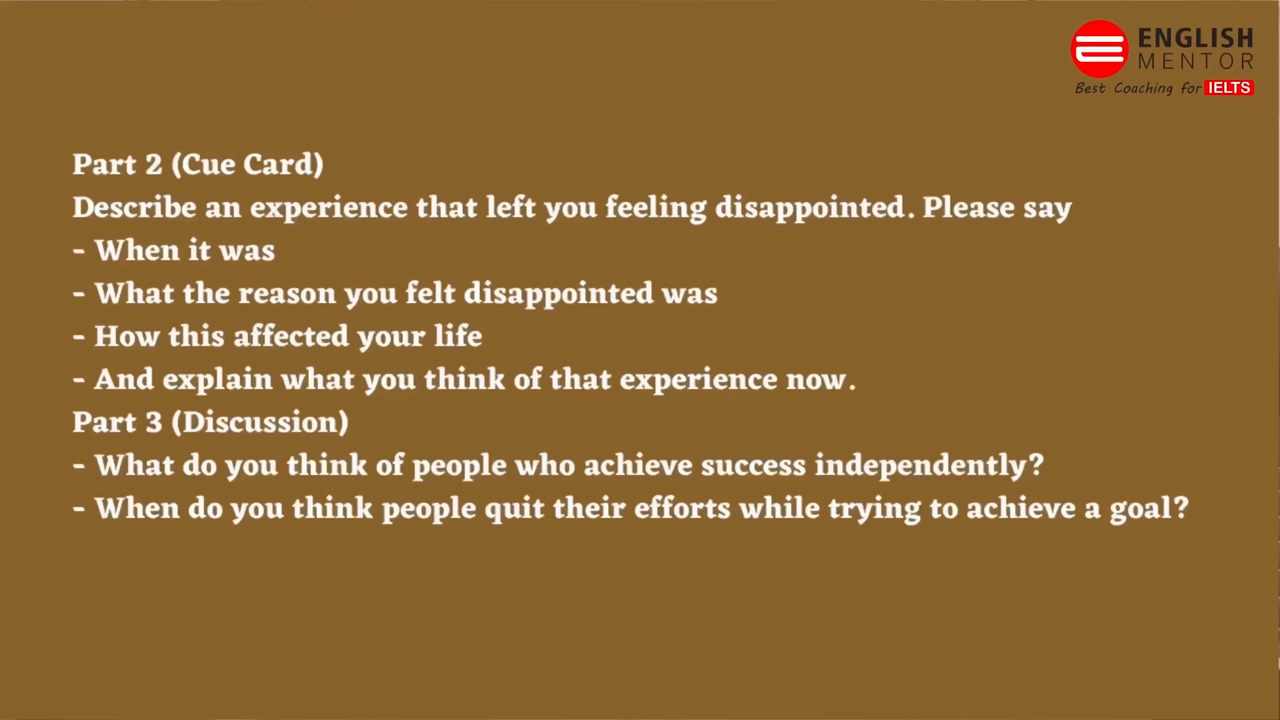 ENGLISH
MENTOR
Best Coaching for IELTS
Part 2 (Cue Card)
Describe an experience that left you feeling disappointed. Please say
- When it was
- What the reason you felt disappointed was
- How this affected your life
- And explain what you think of that experience now.
Part 3 (Discussion)
- What do you think of people who achieve success independently?
- When do you think people quit their efforts while trying to achieve a goal?